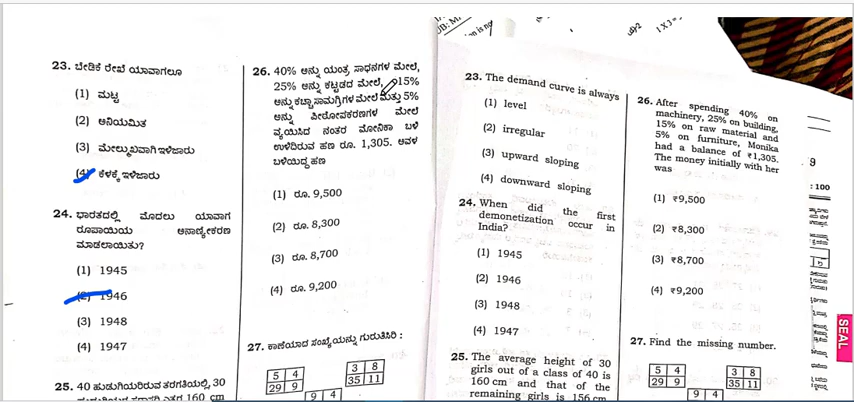 23. ಬೇಡಿಕೆ ರೇಖೆ ಯಾವಾಗಲೂ
(1) ಮಟ್ಟ
(2) ಅನಿಯಮಿತ
(3) ಮೇಲ್ಮುಖವಾಗಿ ಇಳಿಜಾರು
(4) ಕೆಳಕ್ಕೆ ಇಳಿಜಾರು
24. ಭಾರತದಲ್ಲಿ ಮೊದಲು ಯಾವಾಗ
ರೂಪಾಯಿಯ ಅನಾಣ್ಯೀಕರಣ
ಮಾಡಲಾಯಿತು?
(1) 1945
(2) 1946
(3) 1948
(4) 1947
25. 40 ಹುಡುಗಿಯರಿರುವ ತರಗತಿಯಲ್ಲಿ, 30
160 cm
26. 40% ಅನ್ನು ಯಂತ್ರ ಸಾಧನಗಳ ಮೇಲೆ,
25% ಅನ್ನು ಕಟ್ಟಡದ ಮೇಲೆ, 15%
ಅನ್ನು ಕಚ್ಚಾ ಸಾಮಗ್ರಿಗಳ ಮೇಲೆ ಮತ್ತು 5%
ಅನ್ನು ಪೀಠೋಪಕರಣಗಳ ಮೇಲೆ
ವ್ಯಯಿಸಿದ ನಂತರ ಮೋನಿಕಾ ಬಳಿ
ಉಳಿದಿರುವ ಹಣ ರೂ. 1,305. ಅವಳ
ಬಳಿಯಿದ್ದ ಹಣ
(1) ರೂ. 9,500
(2) ರೂ. 8,300
(3) ರೂ. 8,700
(4) ರೂ. 9,200
27. ಕಾಣೆಯಾದ ಸಂಖ್ಯೆಯನ್ನು ಗುರುತಿಸಿರಿ :
5 4
29 9
3 8
35 11
9 4
23. The demand curve is always
(1) level
(2) irregular
(3) upward sloping
(4) downward sloping
24. When did the first
demonetization occur in
India?
(1) 1945
(2) 1946
(3) 1948
(4) 1947
25. The average height of 30
girls out of a class of 40 is
160 cm and that of the
remaining girls is 156 cm
26. After spending 40% on
machinery, 25% on building,
15% on raw material and
5% on furniture, Monika
had a balance of ₹1,305.
The money initially with her
was
(1) ₹9,500
(2) ₹8,300
(3) ₹8,700
(4) ₹9,200
27. Find the missing number.
5 4
29 9
3 8
35 11
9 4
9
: 100
SEAL